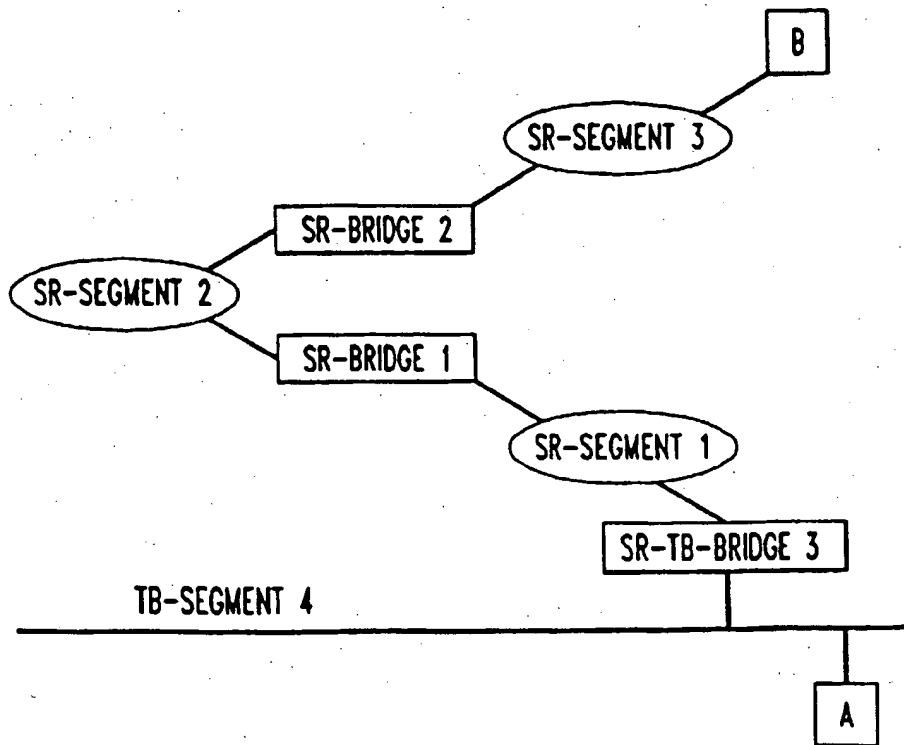 B
SR-SEGMENT 3
SR-BRIDGE 2
SR-SEGMENT 2
SR-BRIDGE 1
SR-SEGMENT 1
SR-TB-BRIDGE 3
TB-SEGMENT 4
A